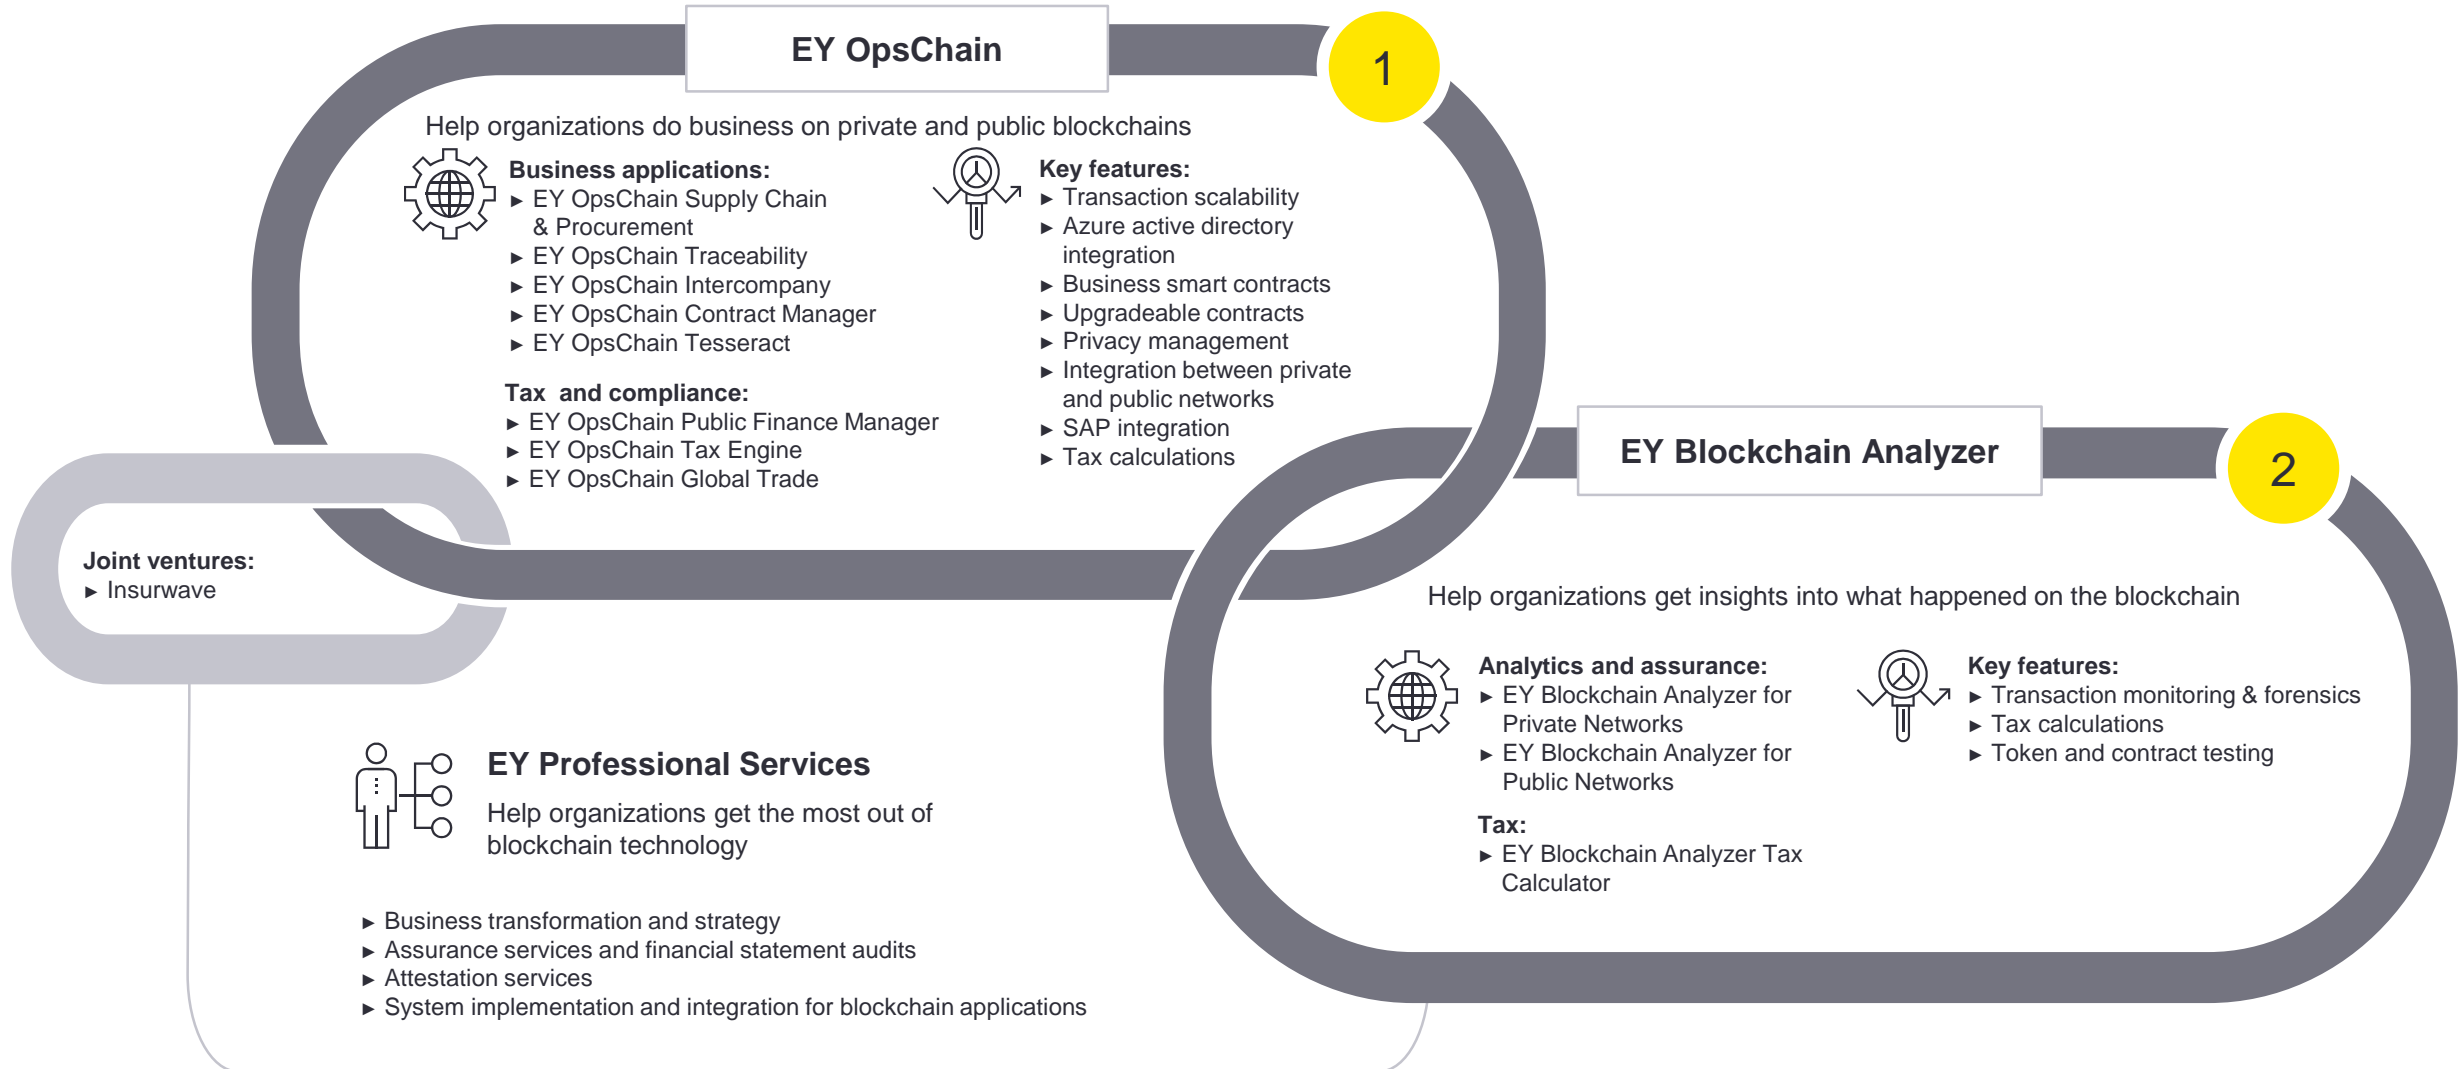 EY OpsChain
1
Help organizations do business on private and public blockchains
Business applications:
► EY OpsChain Supply Chain
& Procurement
► EY OpsChain Traceability
► EY OpsChain Intercompany
► EY OpsChain Contract Manager
► EY OpsChain Tesseract
Tax and compliance:
► EY OpsChain Public Finance Manager
► EY OpsChain Tax Engine
► EY OpsChain Global Trade
Key features:
► Transaction scalability
► Azure active directory
integration
► Business smart contracts
► Upgradeable contracts
► Privacy management
► Integration between private
and public networks
► SAP integration
► Tax calculations
Joint ventures:
► Insurwave
EY Blockchain Analyzer
2
Help organizations get insights into what happened on the blockchain
Analytics and assurance:
► EY Blockchain Analyzer for
Private Networks
► EY Blockchain Analyzer for
Public Networks
Tax:
► EY Blockchain Analyzer Tax
Calculator
Key features:
► Transaction monitoring & forensics
► Tax calculations
► Token and contract testing
EY Professional Services
Help organizations get the most out of
blockchain technology
► Business transformation and strategy
► Assurance services and financial statement audits
► Attestation services
► System implementation and integration for blockchain applications